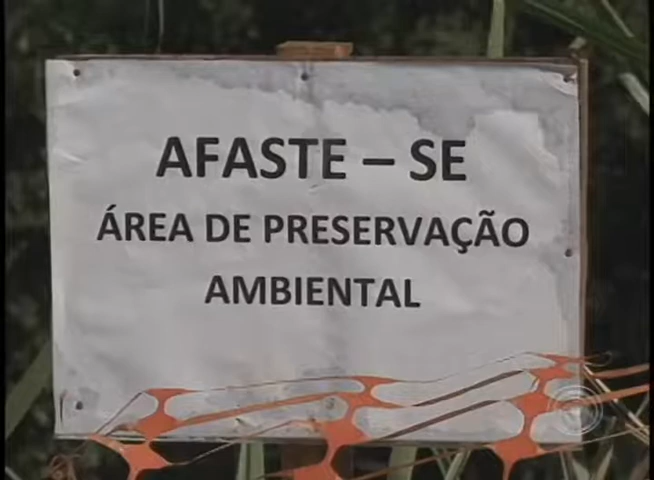 AFASTE – SE
ÁREA DE PRESERVAÇÃO
AMBIENTAL